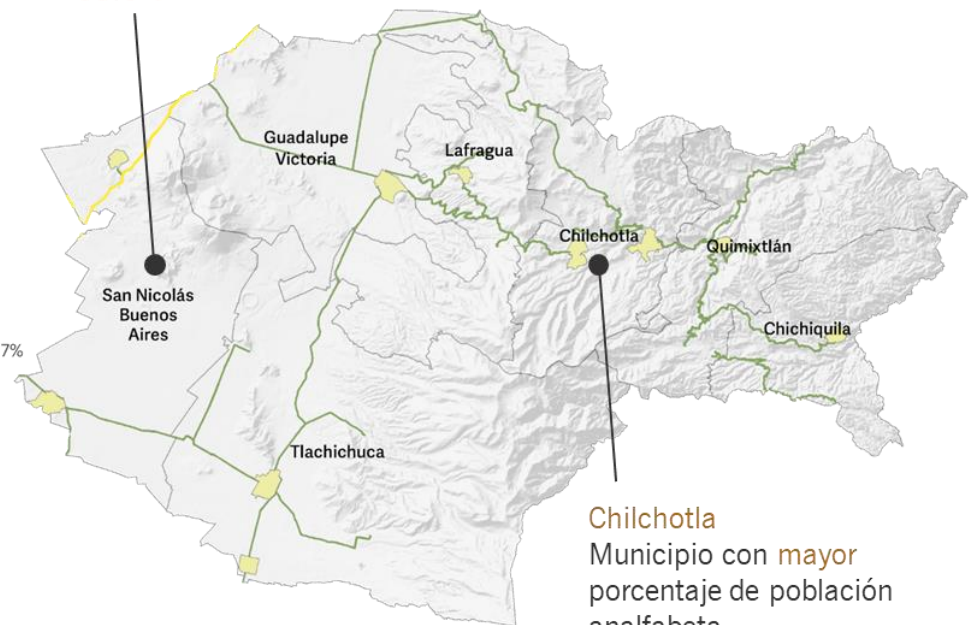 Guadalupe
Victoria
Lafragua
Chilchotla
Quimixtlán
San Nicolás
Buenos
Aires
Chichiquila
7%
Tlachichuca
Chilchotla
Municipio con mayor
porcentaje de población
analfabeta